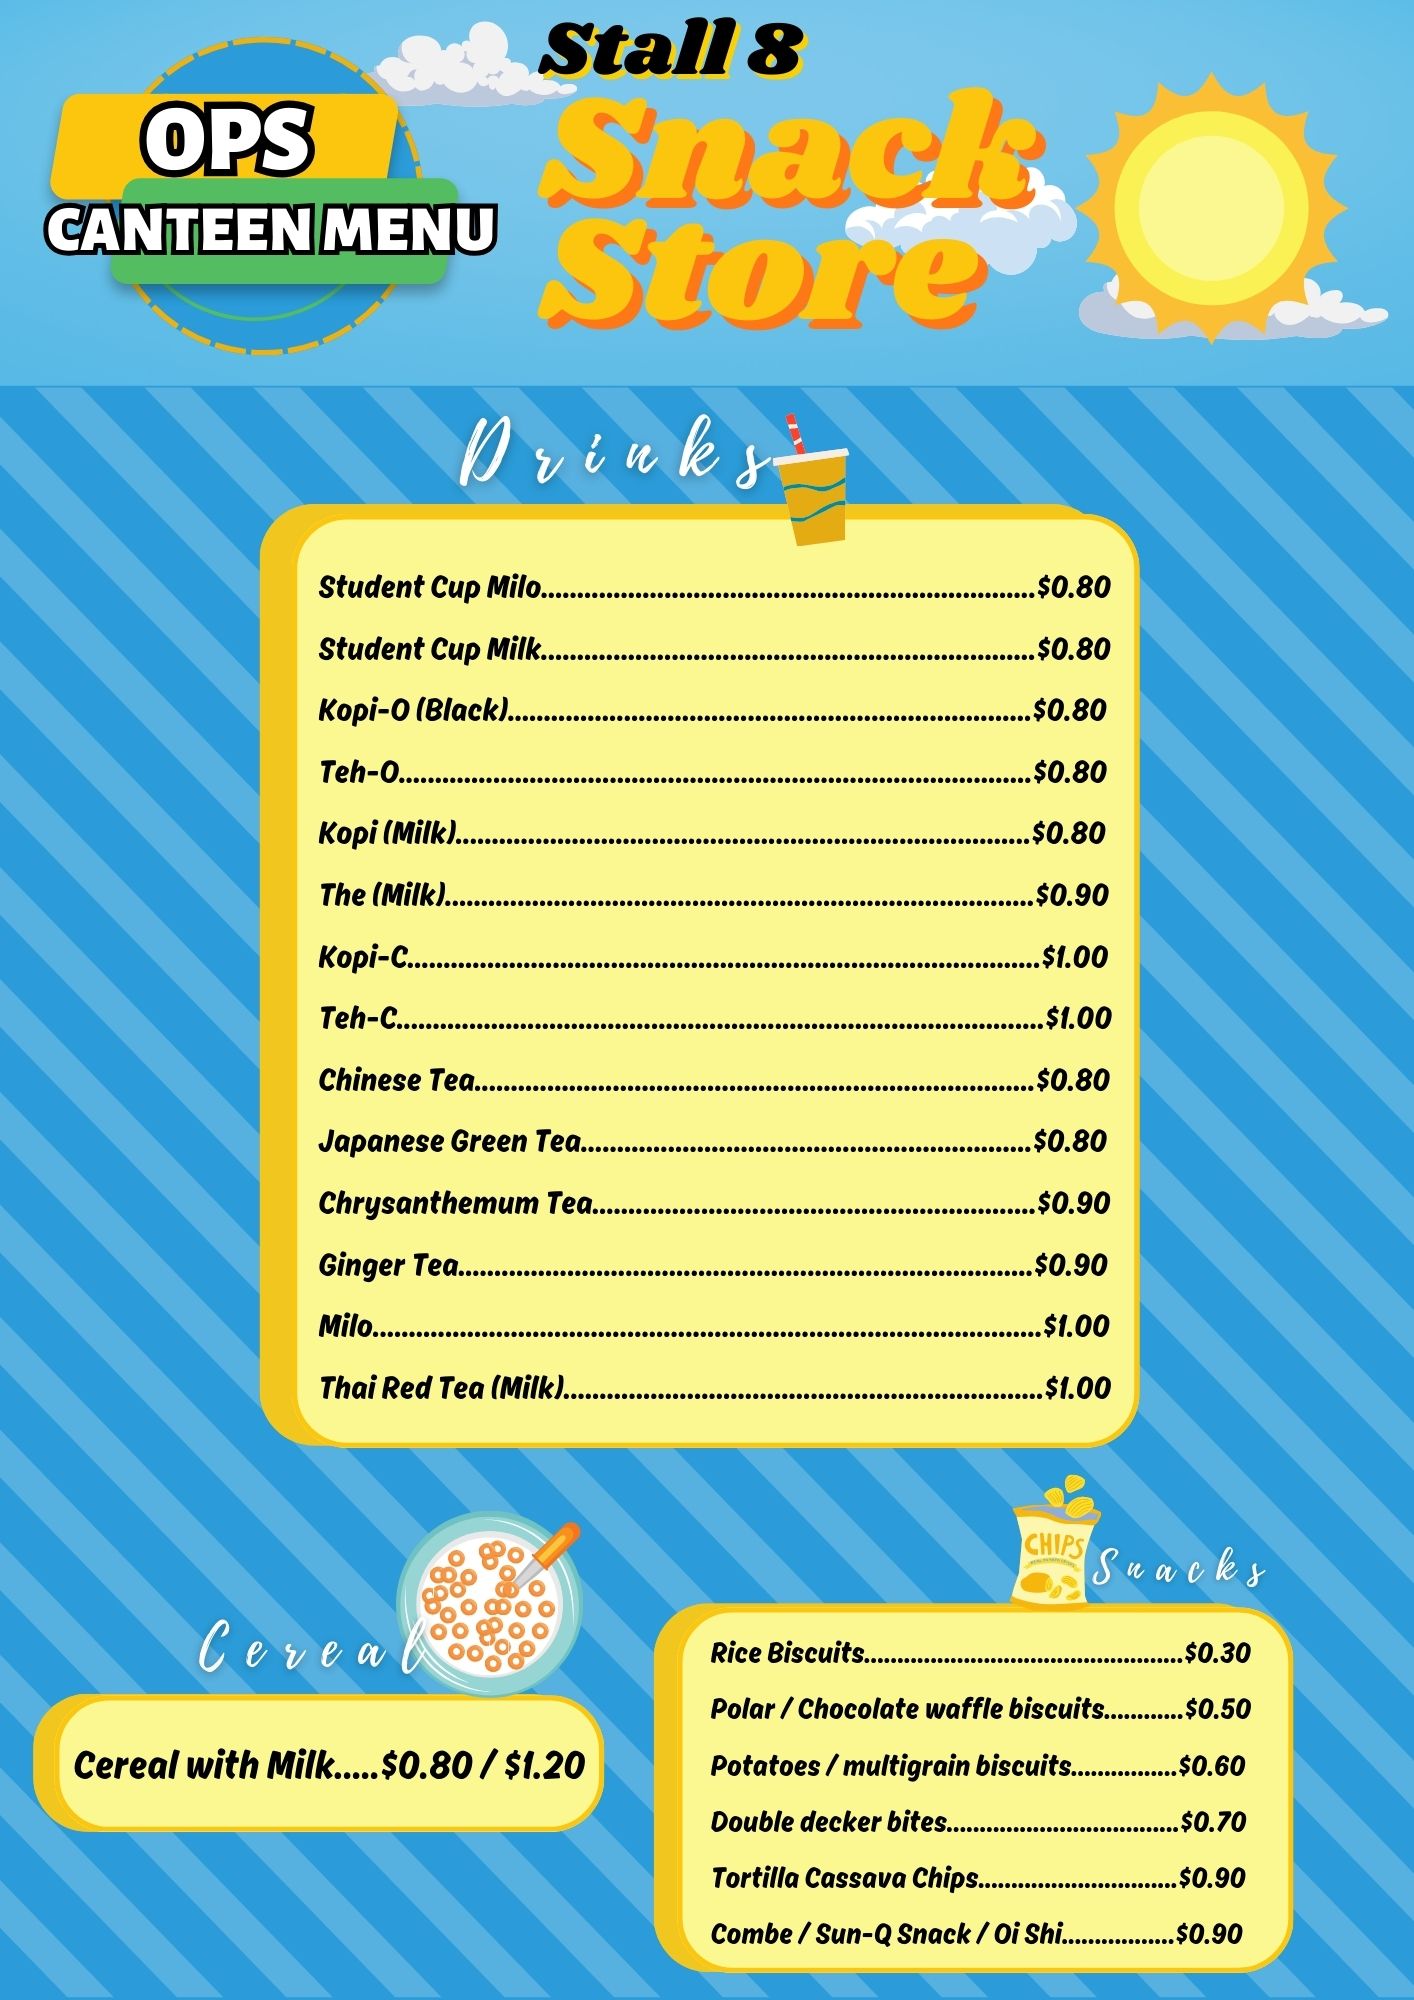 Stall 8
OPS
CANTEEN MENU
Snack
Store
Drinks
Student Cup Milo....................................................................$0.80
Student Cup Milk....................................................................$0.80
Kopi-O (Black)........................................................................$0.80
Teh-O.......................................................................................$0.80
Kopi (Milk)...............................................................................$0.80
The (Milk).................................................................................$0.90
Kopi-C.......................................................................................$1.00
Teh-C.........................................................................................$1.00
Chinese Tea.............................................................................$0.80
Japanese Green Tea..............................................................$0.80
Chrysanthemum Tea.............................................................$0.90
Ginger Tea...............................................................................$0.90
Milo............................................................................................$1.00
Thai Red Tea (Milk)..................................................................$1.00
Cereal
Cereal with Milk.....$0.80 / $1.20
CHIPS
Snacks
Rice Biscuits................................................$0.30
Polar / Chocolate waffle biscuits............$0.50
Potatoes / multigrain biscuits................$0.60
Double decker bites...................................$0.70
Tortilla Cassava Chips..............................$0.90
Combe / Sun-Q Snack / Oi Shi.................$0.90